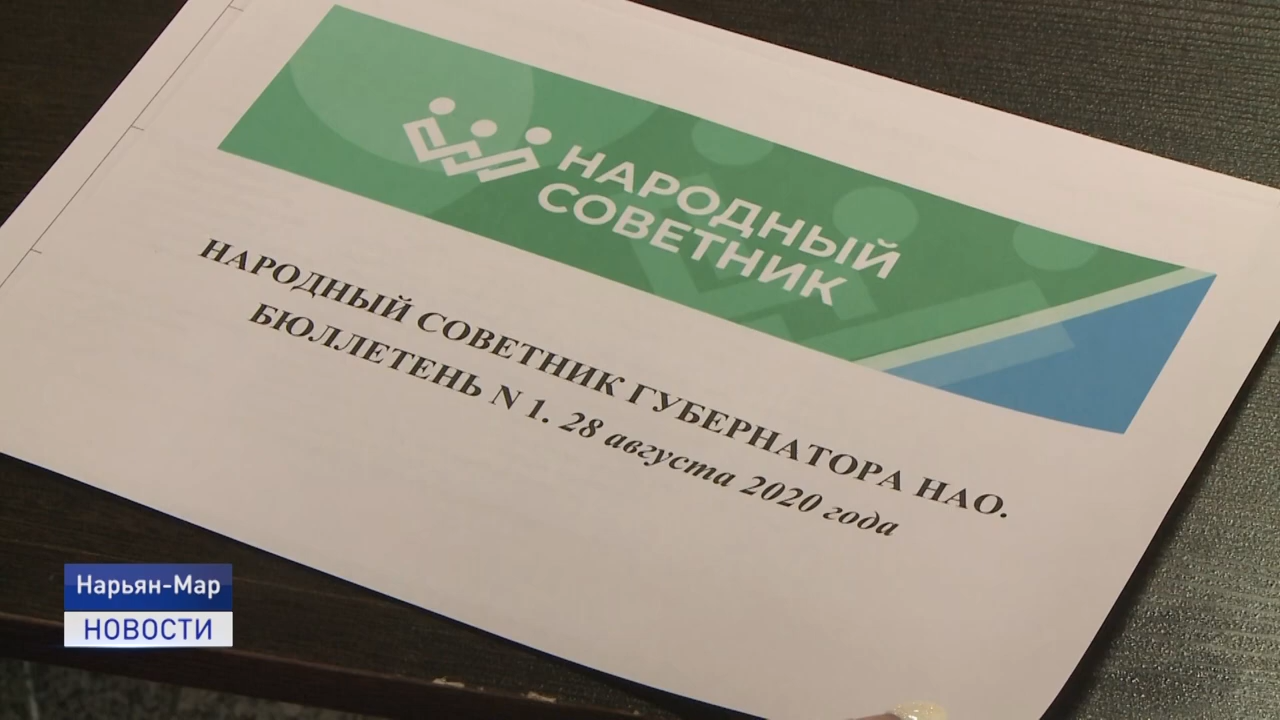 НАРОДНЫЙ
СОВЕТНИК
НАРОДНЫЙ СОВЕТНИК ГУБЕРНАТОРА НАО.
БЮЛЛЕТЕНЬ N 1. 28 августа 2020 года
Нарьян-Мар
НОВОСТИ